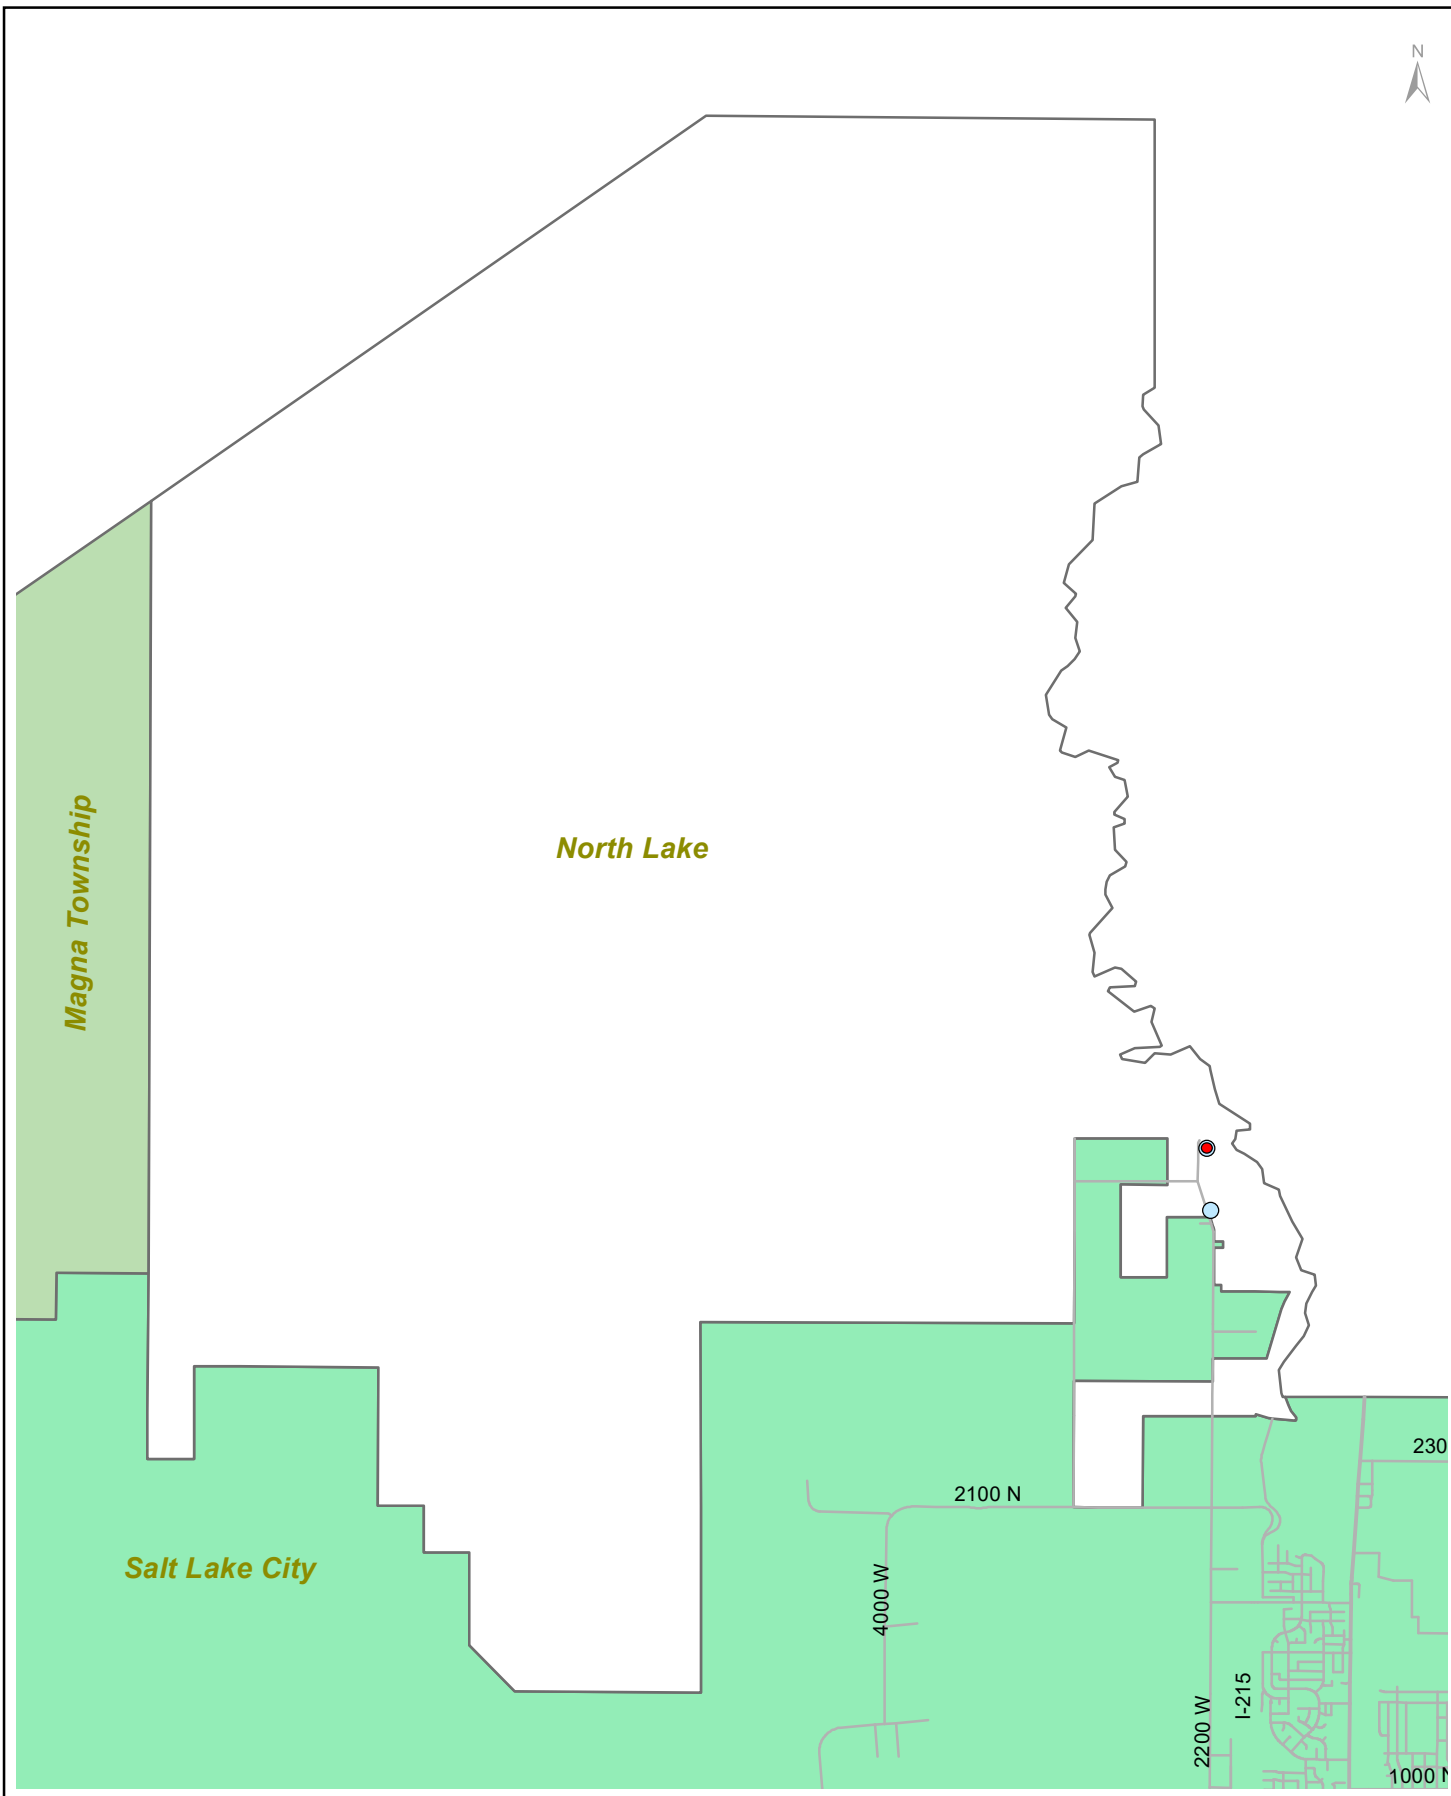 N
Magna Township
North Lake
230
2100 N
Salt Lake City
4000 W
I-215
2200 W
1000 N